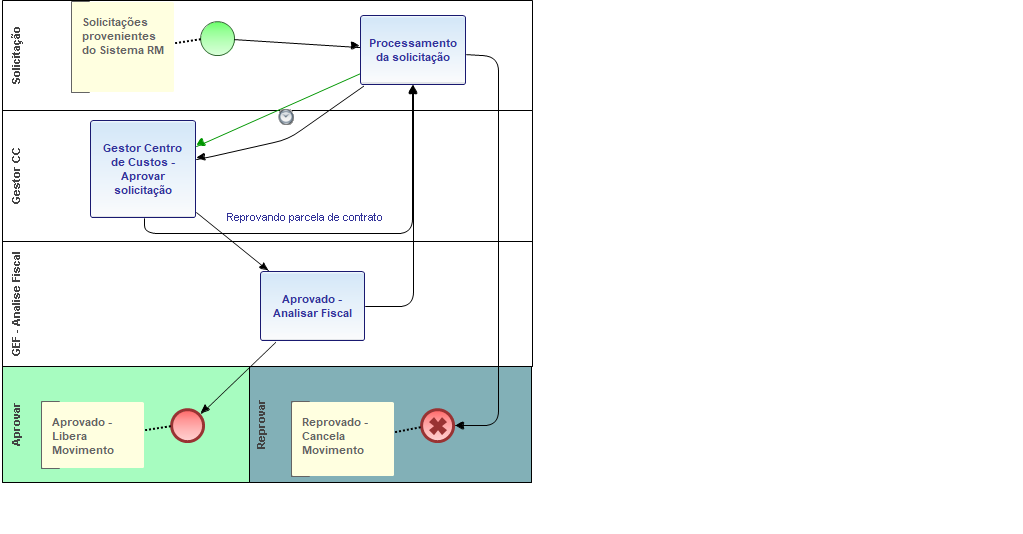 Solicitação
Solicitações
provenientes
do Sistema RM
Processamento
da solicitação
Gestor CC
Gestor Centro
de Custos -
Aprovar
solicitação
Reprovando parcela de contrato
GEF - Analise Fiscal
Aprovado -
Analisar Fiscal
Aprovar
Aprovado -
Libera
Movimento
Reprovar
Reprovado -
Cancela
Movimento